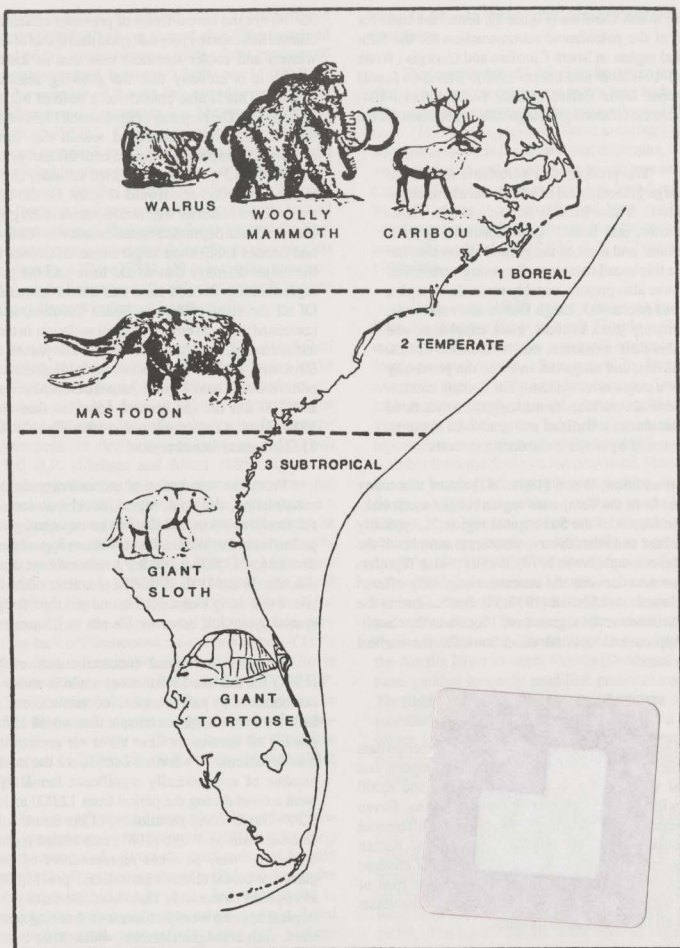 WALRUS
WOOLLY
MAMMOTH
CARIBOU
1 BOREAL
2 TEMPERATE
MASTODON
3 SUBTROPICAL
GIANT
SLOTH
GIANT
TORTOISE